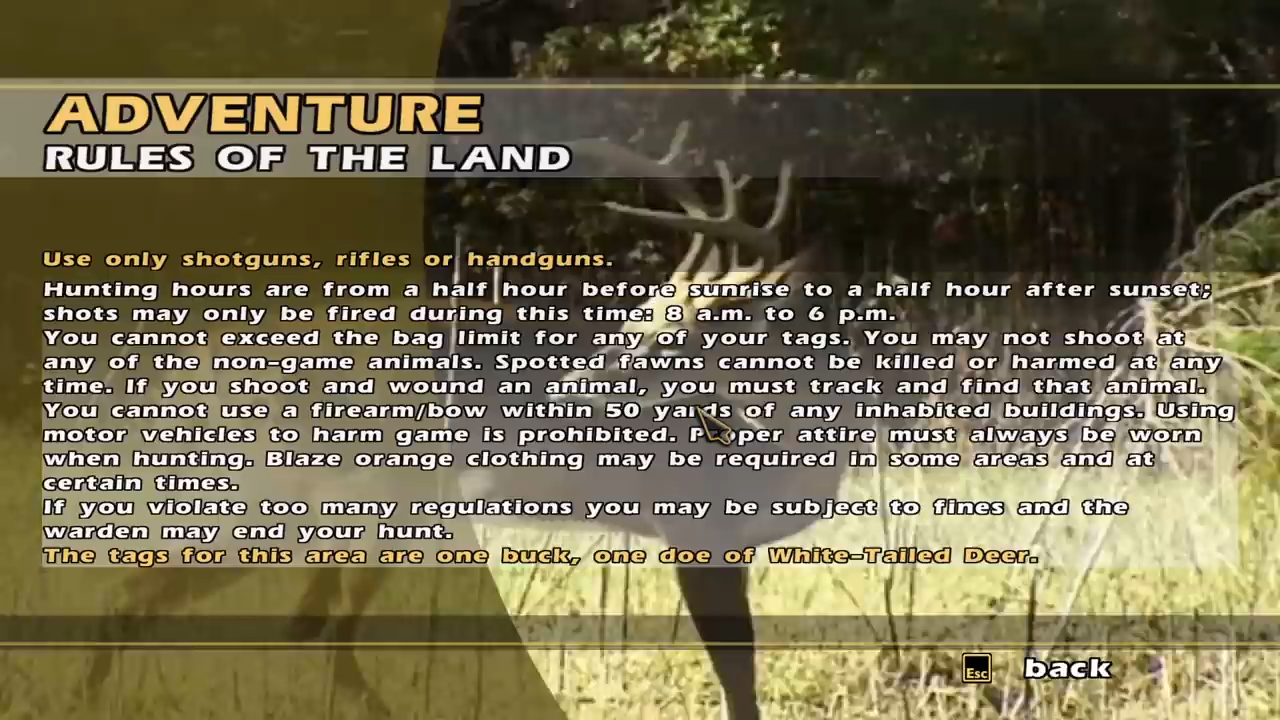 ADVENTURE
RULES OF THE LAND
Use only shotguns, rifles or handguns.
Hunting hours are from a half hour before sunrise to a half hour after sunset;
shots may only be fired during this time: 8 a.m. to 6 p.m.
You cannot exceed the bag limit for any of your tags. You may not shoot at
any of the non-game animals. Spotted fawns cannot be killed or harmed at any
time. If you shoot and wound an animal, you must track and find that animal.
You cannot use a firearm/bow within 50 yards of any inhabited buildings. Using
motor vehicles to harm game is prohibited. Proper attire must always be worn
when hunting. Blaze orange clothing may be required in some areas and at
certain times.
If you violate too many regulations you may be subject to fines and the
warden may end your hunt.
The tags for this area are one buck, one doe of White-Tailed Deer.
Esc back